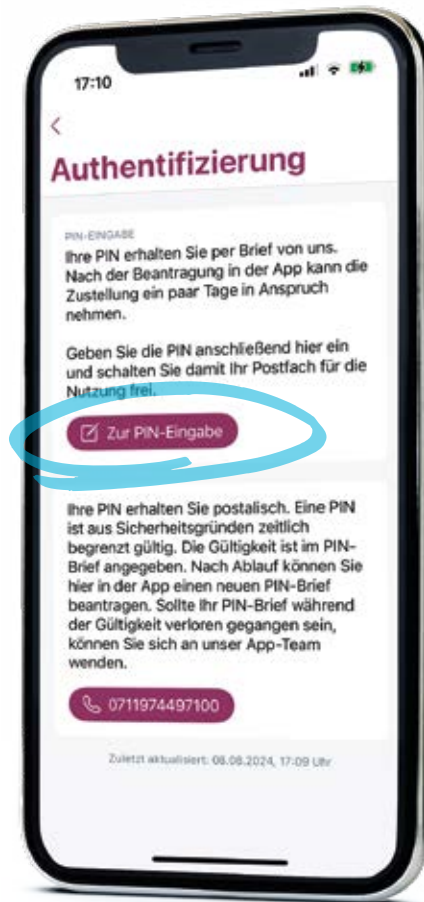 17:10
Authentifizierung
PIN-EINGABE
Ihre PIN erhalten Sie per Brief von uns.
Nach der Beantragung in der App kann die
Zustellung ein paar Tage in Anspruch
nehmen.
Geben Sie die PIN anschließend hier ein
und schalten Sie damit Ihr Postfach für die
Nutzung frei.
Zur PIN-Eingabe
Ihre PIN erhalten Sie postalisch. Eine PIN
ist aus Sicherheitsgründen zeitlich
begrenzt gültig. Die Gültigkeit ist im PIN-
Brief angegeben. Nach Ablauf können Sie
hier in der App einen neuen PIN-Brief
beantragen. Sollte Ihr PIN-Brief während
der Gültigkeit verloren gegangen sein,
können Sie sich an unser App-Team
wenden.
0711974497100
Zuletzt aktualisiert: 08.08.2024, 17:09 Uhr